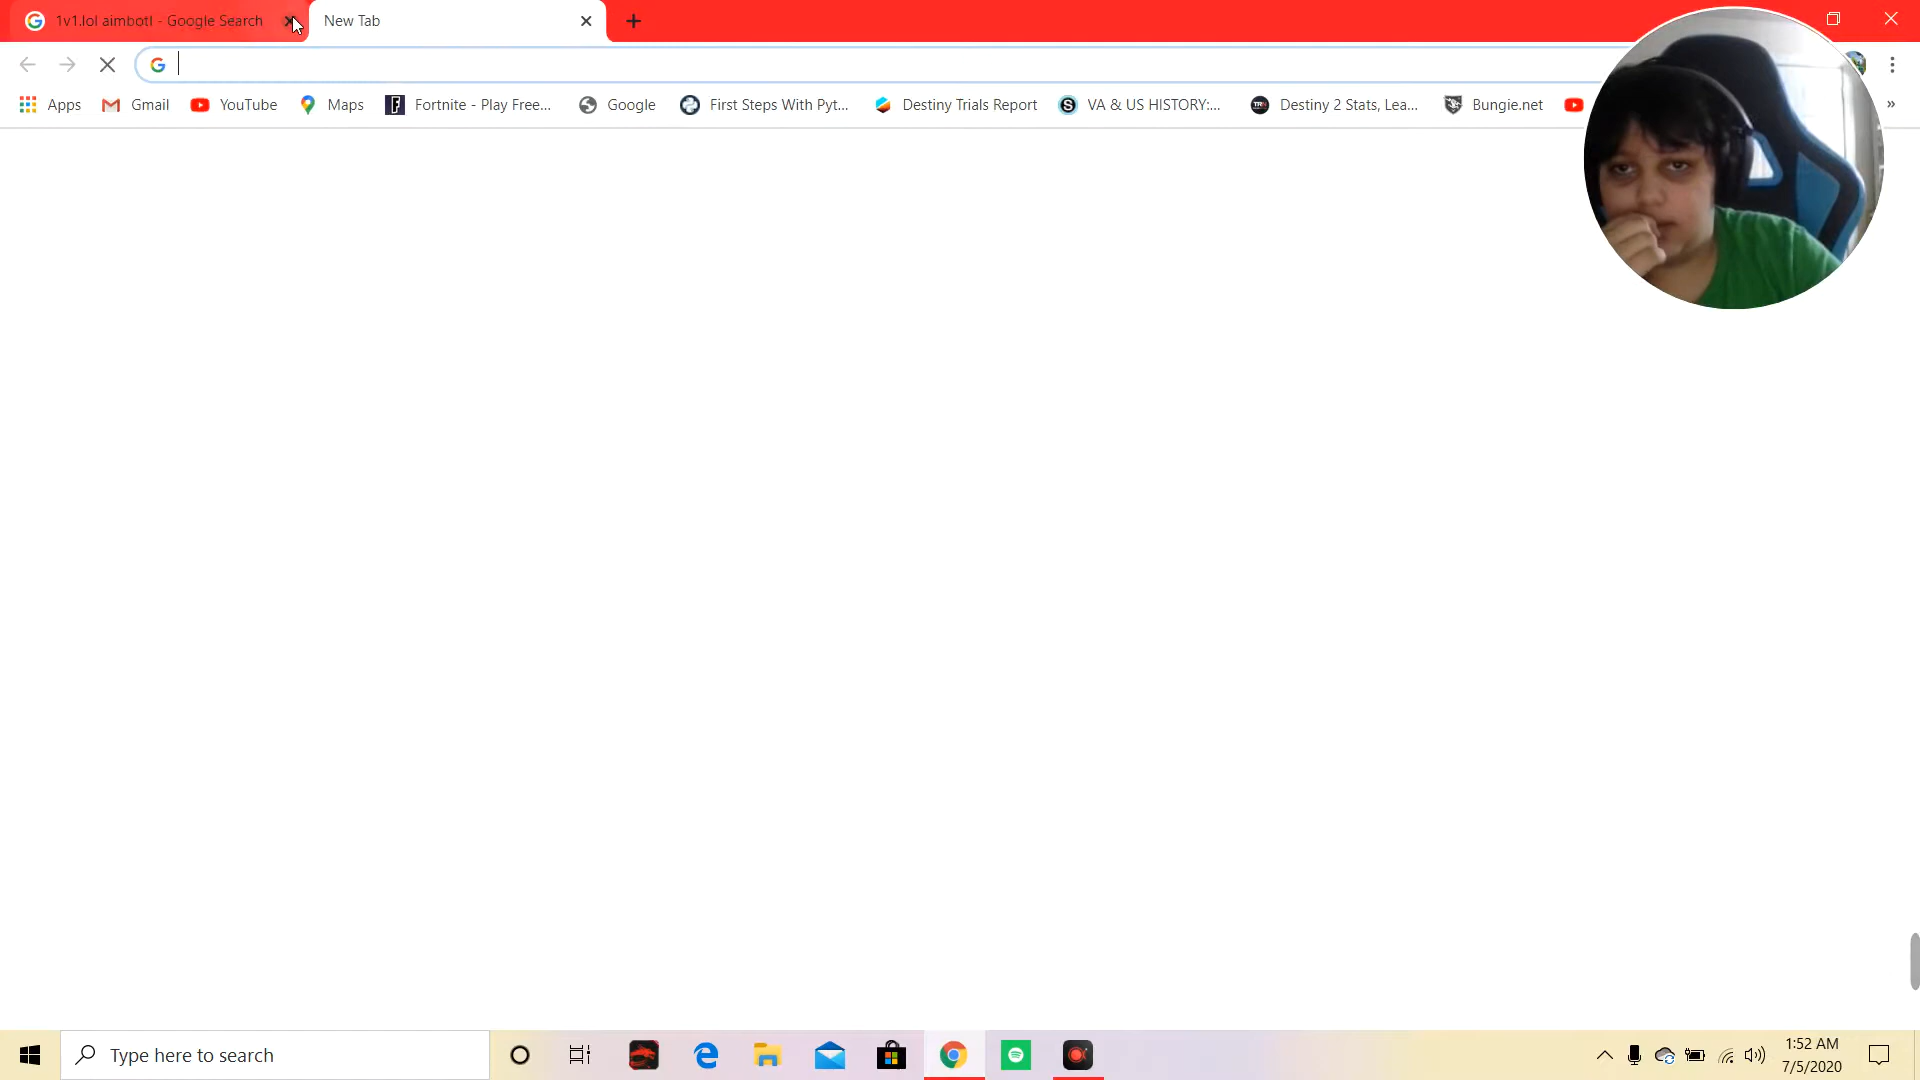 1v1.lol aimbotl - Google Search
New Tab
Apps
Gmail
YouTube
Maps
Fortnite - Play Free...
Google
First Steps With Pyt...
Destiny Trials Report
VA & US HISTORY:...
Destiny 2 Stats, Lea...
Bungie.net
»
Type here to search
1:52 AM
7/5/2020